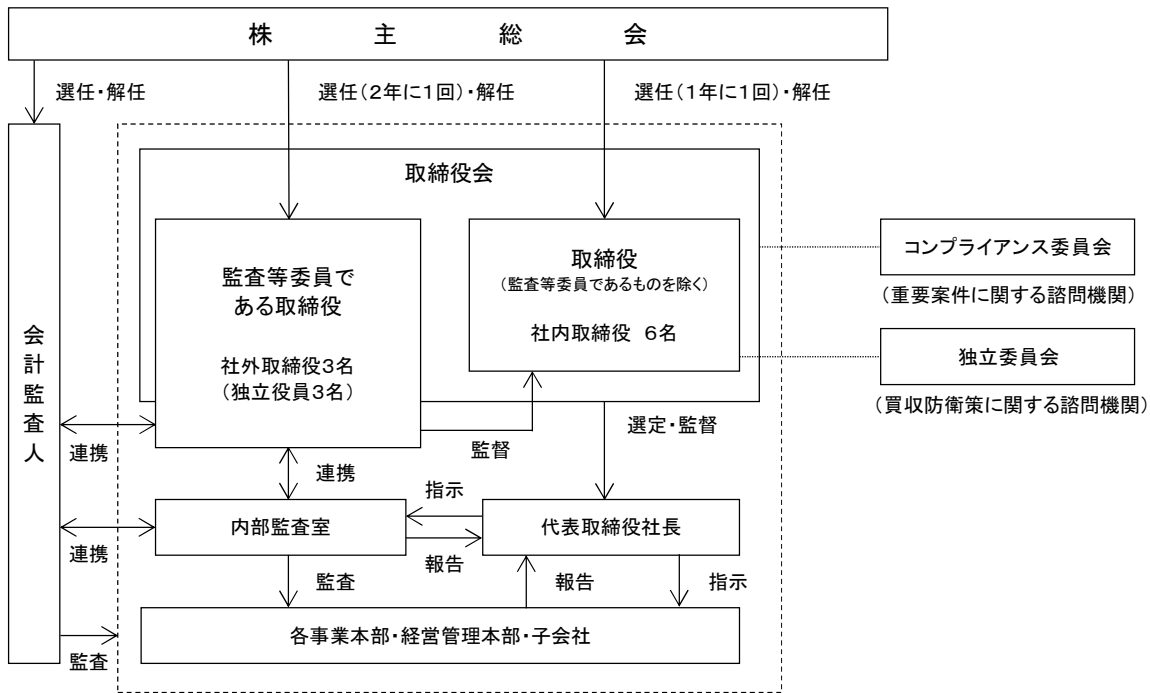 株主総会
選任・解任
選任(2年に1回)・解任
選任(1年に1回)・解任
取締役会
監査等委員で
ある取締役
社外取締役3名
(独立役員3名)
取締役
(監査等委員であるものを除く)
社内取締役 6名
コンプライアンス委員会
(重要案件に関する諮問機関)
独立委員会
(買収防衛策に関する諮問機関)
会計監査人
連携
監督
選定・監督
連携
指示
内部監査室
代表取締役社長
連携
報告
監査
報告
指示
各事業本部・経営管理本部・子会社
監査